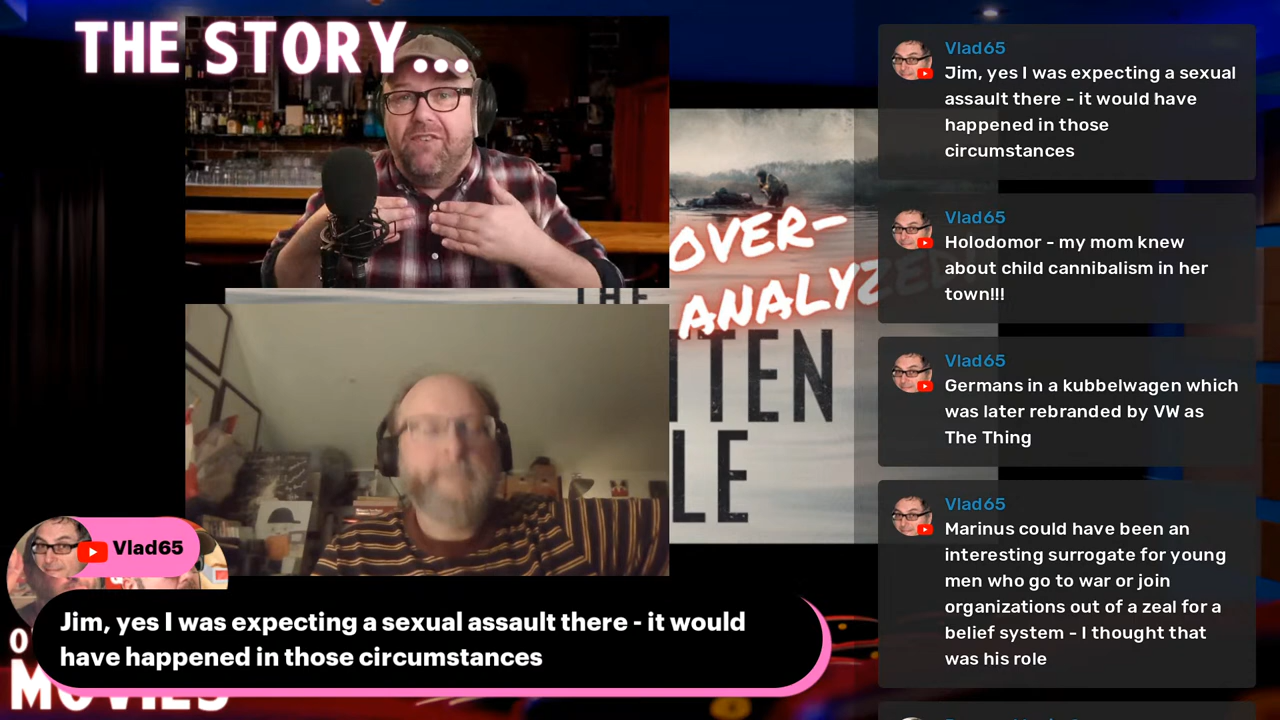 THE STORY...
OVER-
ANALYZED
THE
TTEN
LE
Vlad65
Jim, yes I was expecting a sexual
assault there - it would have
happened in those
circumstances
Vlad65
Holodomor - my mom knew
about child cannibalism in her
town!!!
Vlad65
Germans in a kubbelwagen which
was later rebranded by VW as
The Thing
Vlad65
Marinus could have been an
interesting surrogate for young
men who go to war or join
organizations out of a zeal for a
belief system - I thought that
was his role
Vlad65
Jim, yes I was expecting a sexual assault there - it would
have happened in those circumstances
MOVIES